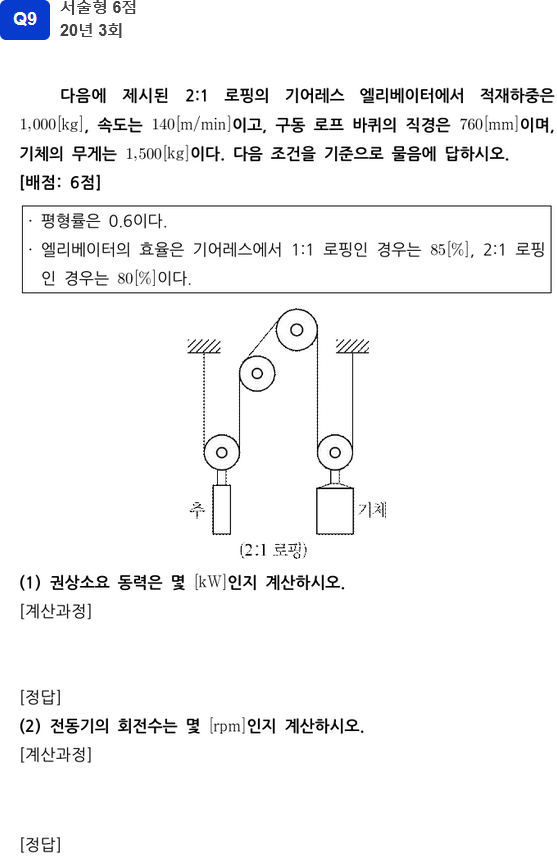 Q9
서술형 6점
20년 3회
다음에 제시된 2:1 로핑의 기어레스 엘리베이터에서 적재하중은
1,000[kg], 속도는 140[m/min]이고, 구동 로프 바퀴의 직경은 760[mm]이며,
기체의 무게는 1,500[kg]이다. 다음 조건을 기준으로 물음에 답하시오.
[배점: 6점]
· 평형률은 0.6이다.
· 엘리베이터의 효율은 기어레스에서 1:1 로핑인 경우는 85[%], 2:1 로핑
인 경우는 80[%]이다.
추
기체
(2:1 로핑)
(1) 권상소요 동력은 몇 [kW]인지 계산하시오.
[계산과정]
[정답]
(2) 전동기의 회전수는 몇 [rpm]인지 계산하시오.
[계산과정]
[정답]